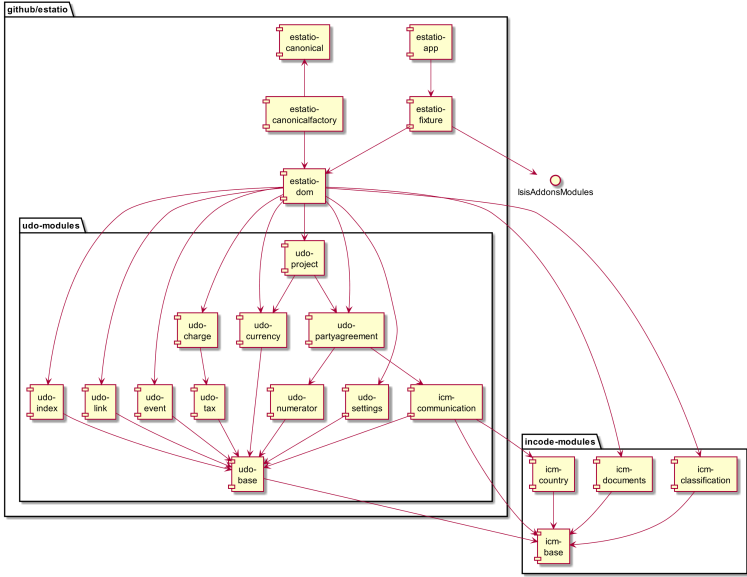 github/estatio
estatio-
canonical
estatio-
app
estatio-
canonicalfactory
estatio-
fixture
estatio-
dom
IsisAddonsModules
udo-modules
udo-
project
udo-
charge
udo-
currency
udo-
partyagreement
udo-
index
udo-
link
udo-
event
udo-
tax
udo-
numerator
udo-
settings
icm-
communication
incode-modules
udo-
base
icm-
country
icm-
documents
icm-
classification
icm-
base